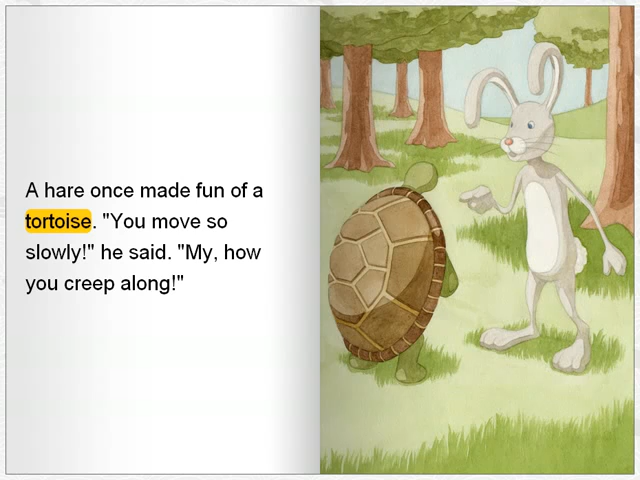 A hare once made fun of a
tortoise. "You move so
slowly!" he said. "My, how
you creep along!"